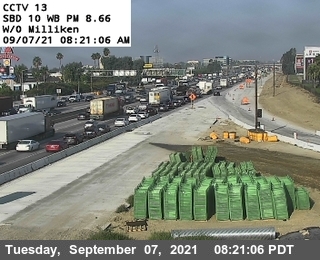 CCTV 13
SBD 10 WB PM 8.66
W/O Milliken
09/07/21 08:21:06 AM
Tuesday, September 07, 2021 08:21:06 PDT